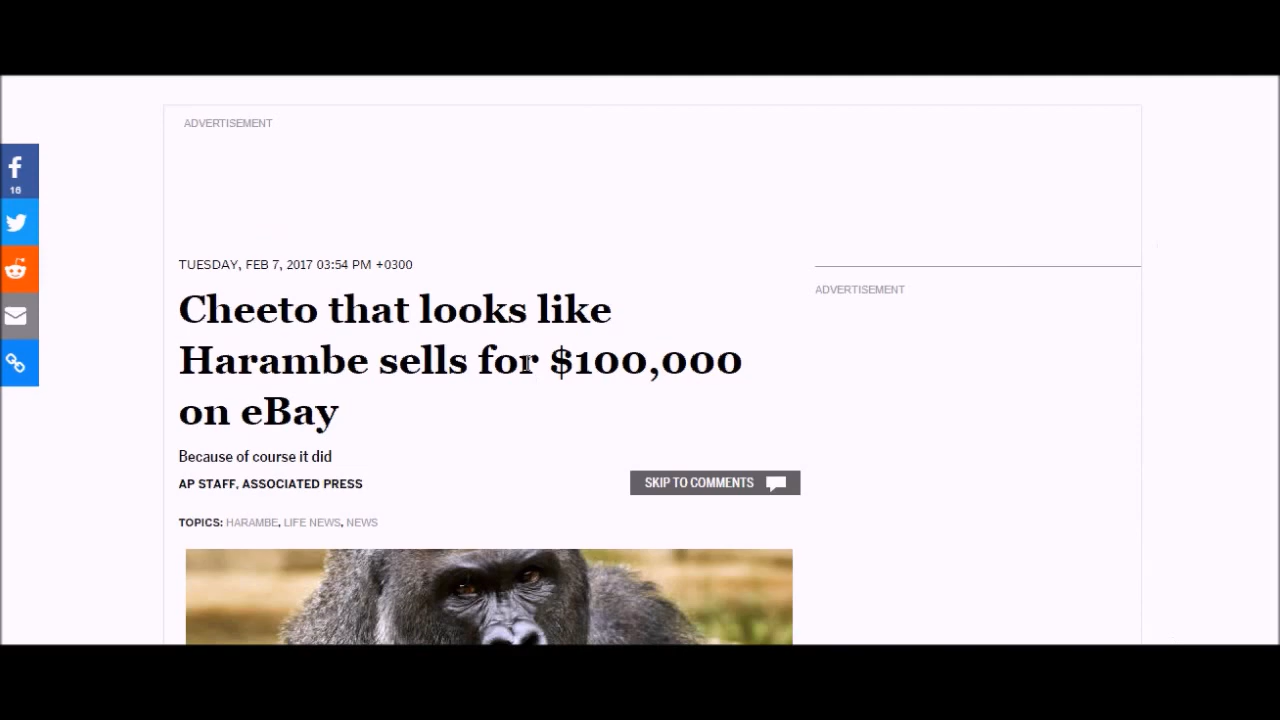 ADVERTISEMENT
16
TUESDAY, FEB 7, 2017 03:54 PM +0300
ADVERTISEMENT
Cheeto that looks like
Harambe sells for $100,000
on eBay
Because of course it did
AP STAFF, ASSOCIATED PRESS
SKIP TO COMMENTS
TOPICS: HARAMBE, LIFE NEWS, NEWS